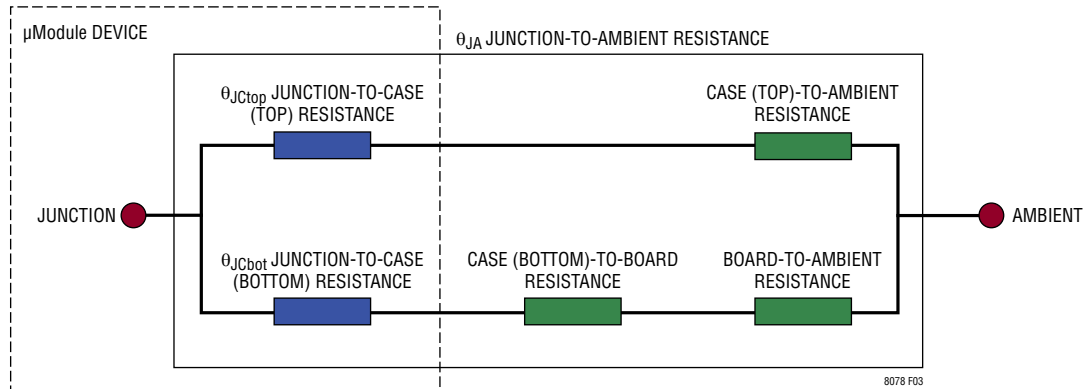 µModule DEVICE
θJA JUNCTION-TO-AMBIENT RESISTANCE
θJCtop JUNCTION-TO-CASE
(TOP) RESISTANCE
CASE (TOP)-TO-AMBIENT
RESISTANCE
JUNCTION
AMBIENT
θJCbot JUNCTION-TO-CASE
(BOTTOM) RESISTANCE
CASE (BOTTOM)-TO-BOARD
RESISTANCE
BOARD-TO-AMBIENT
RESISTANCE
8078 F03